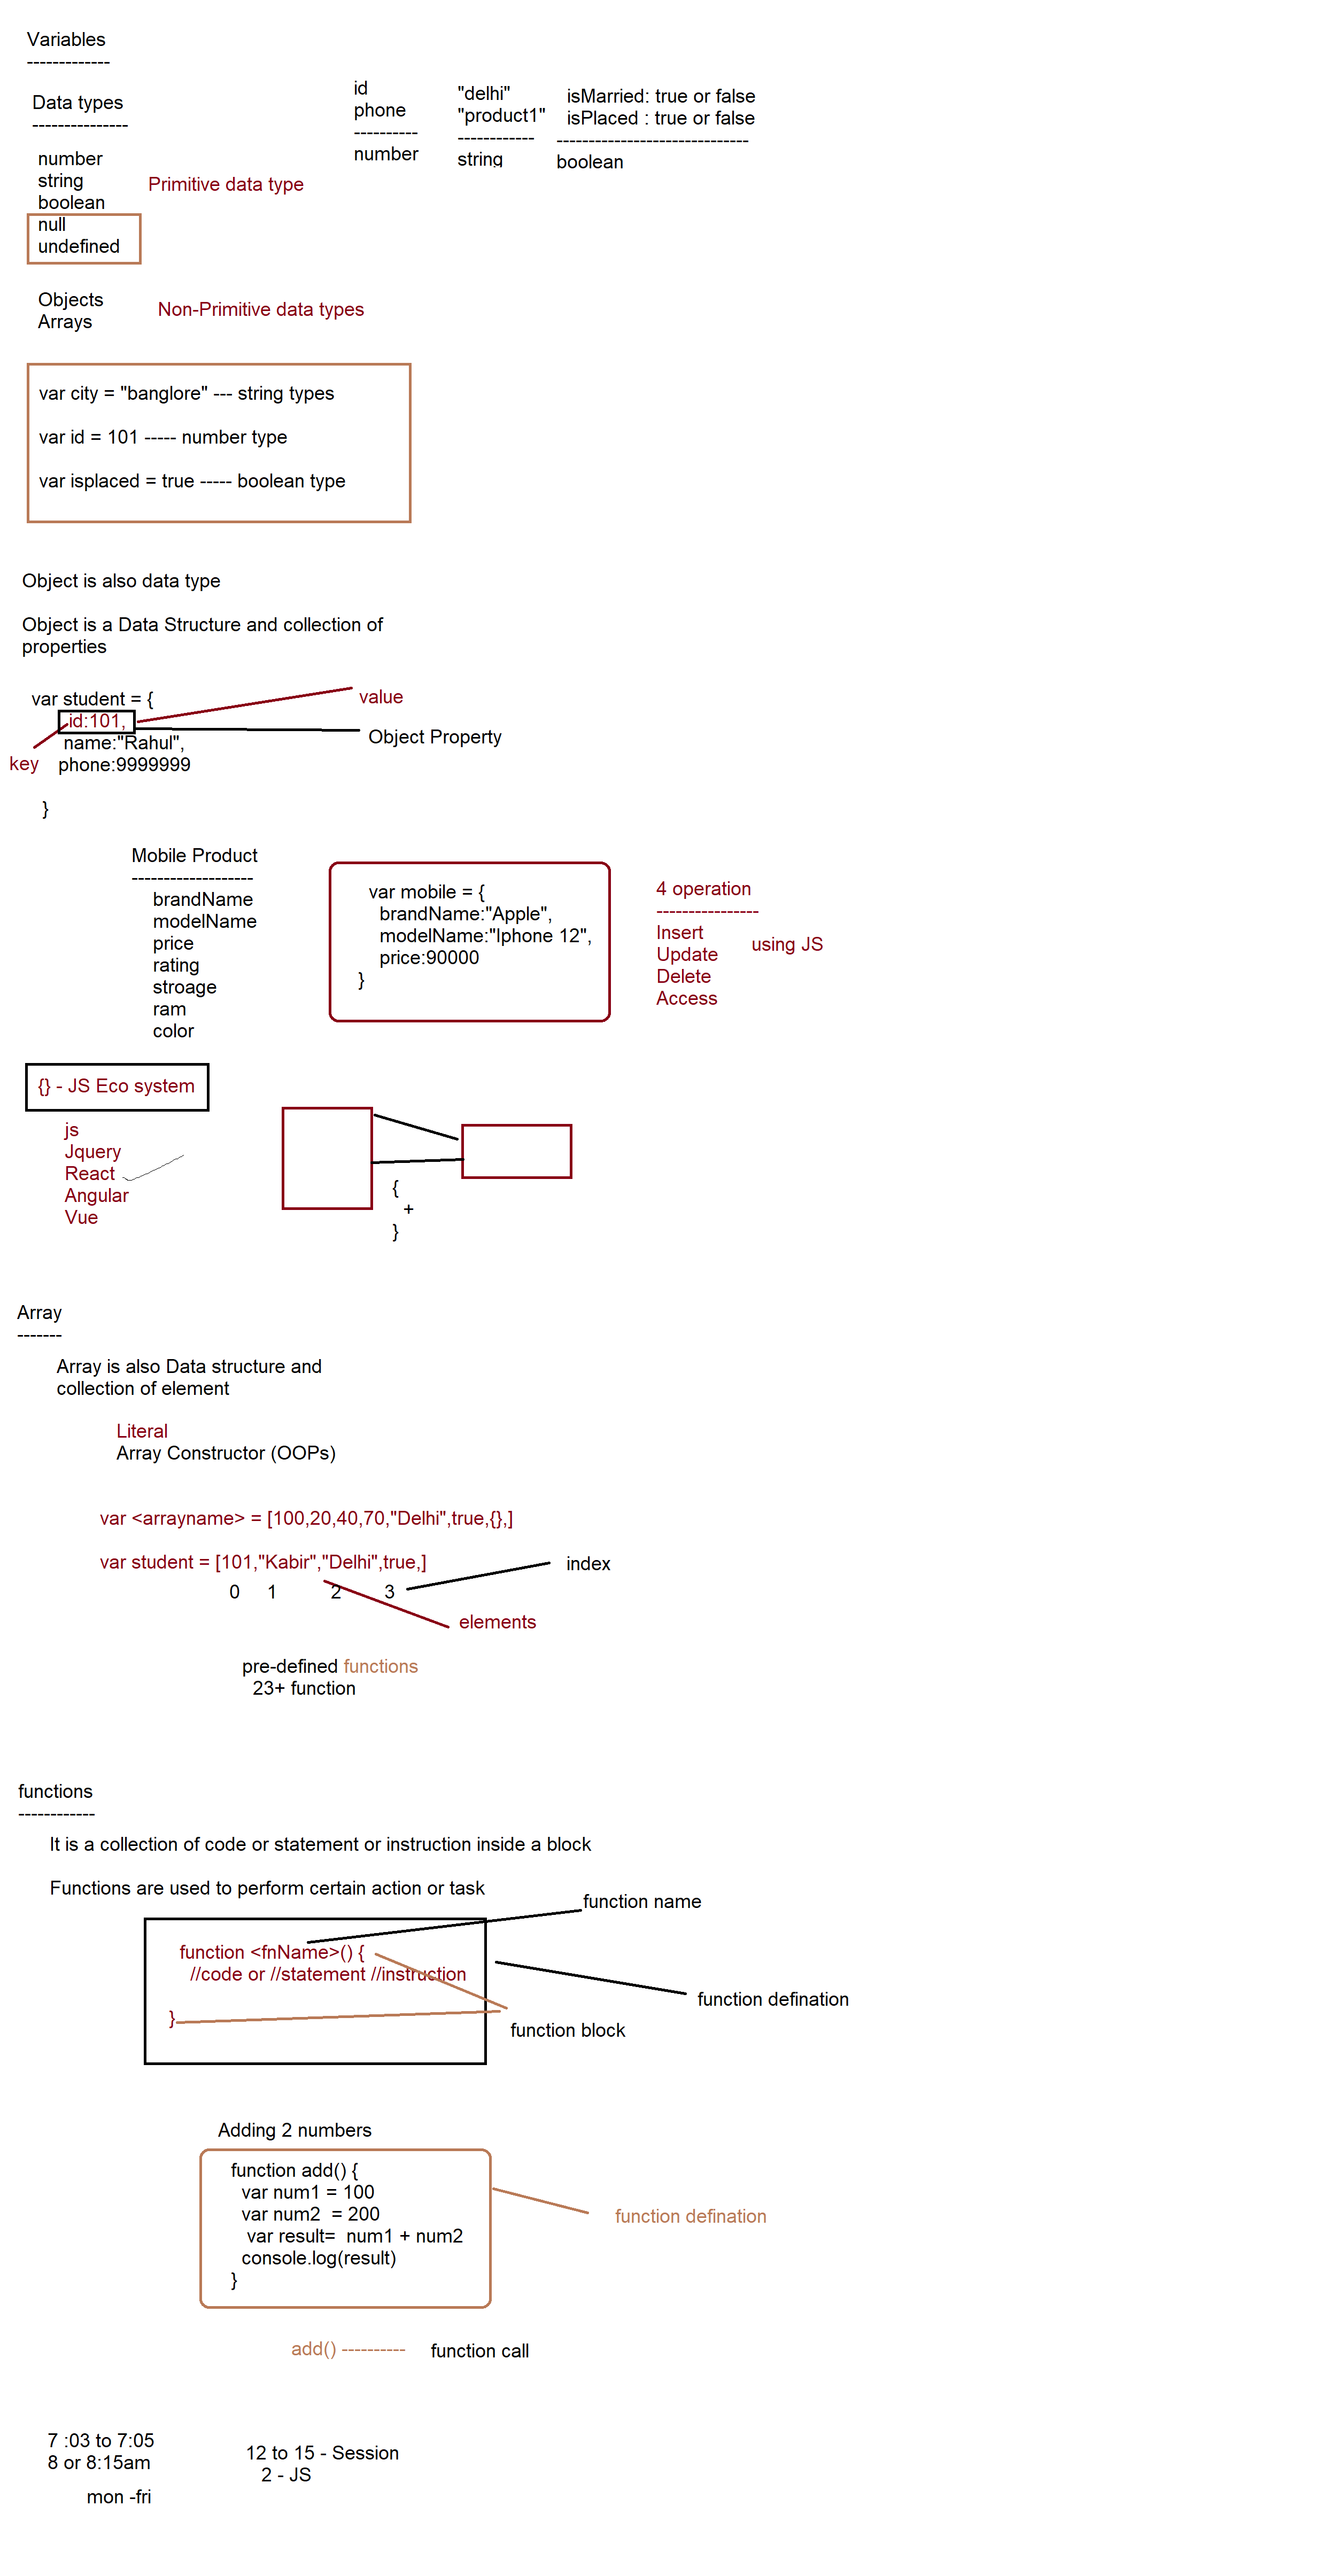 Variables
-------------
Data types
---------------
number
string
boolean
null
undefined
Primitive data type
id
phone
----------
number
"delhi"
"product1"
------------
string
isMarried: true or false
isPlaced : true or false
------------------------------
boolean
Objects
Arrays
Non-Primitive data types
var city = "banglore" --- string types
var id = 101 ----- number type
var isplaced = true ----- boolean type
Object is also data type
Object is a Data Structure and collection of
properties
var student = {
id:101,
name:"Rahul",
phone:9999999
}
key
value
Object Property
Mobile Product
-------------------
brandName
modelName
price
rating
stroage
ram
color
var mobile = {
brandName:"Apple",
modelName:"Iphone 12",
price:90000
}
4 operation
----------------
Insert
Update
Delete
Access
using JS
{} - JS Eco system
js
Jquery
React
Angular
Vue
{
+
}
Array
-------
Array is also Data structure and
collection of element
Literal
Array Constructor (OOPs)
var <arrayname> = [100,20,40,70,"Delhi",true,{},]
var student = [101,"Kabir","Delhi",true,]
0 1 2 3
index
elements
pre-defined functions
23+ function
functions
------------
It is a collection of code or statement or instruction inside a block
Functions are used to perform certain action or task
function name
function <fnName>() {
//code or //statement //instruction
}
function defination
function block
Adding 2 numbers
function add() {
var num1 = 100
var num2  = 200
var result=  num1 + num2
console.log(result)
}
function defination
add() ---------- function call
7 :03 to 7:05
8 or 8:15am
mon -fri
12 to 15 - Session
2 - JS